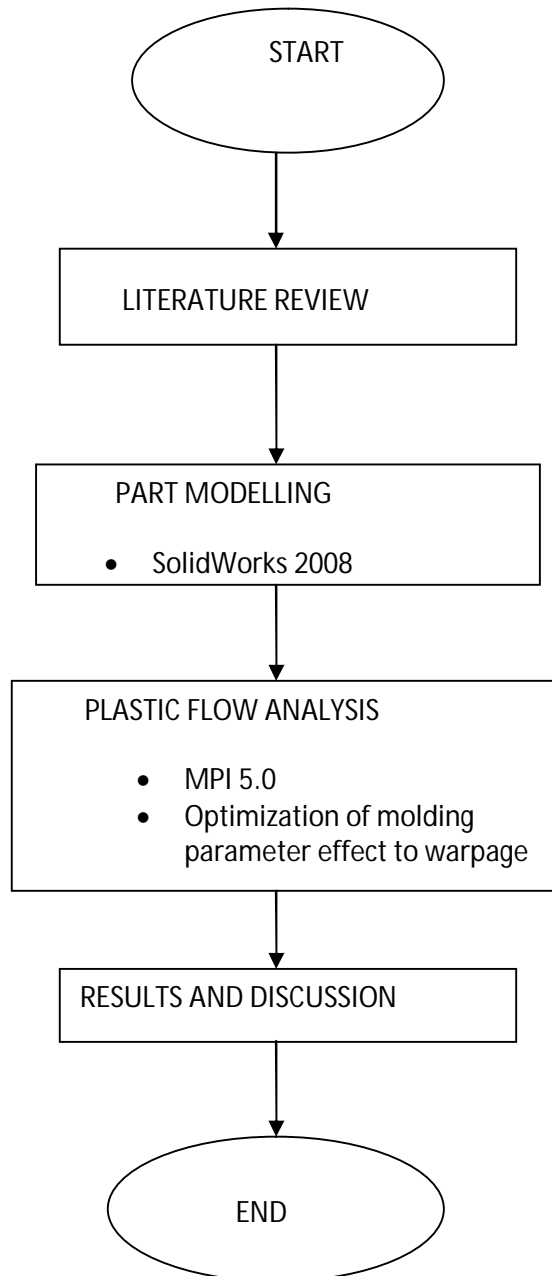 START
LITERATURE REVIEW
PART MODELLING
• SolidWorks 2008
PLASTIC FLOW ANALYSIS
• MPI 5.0
• Optimization of molding
parameter effect to warpage
RESULTS AND DISCUSSION
END